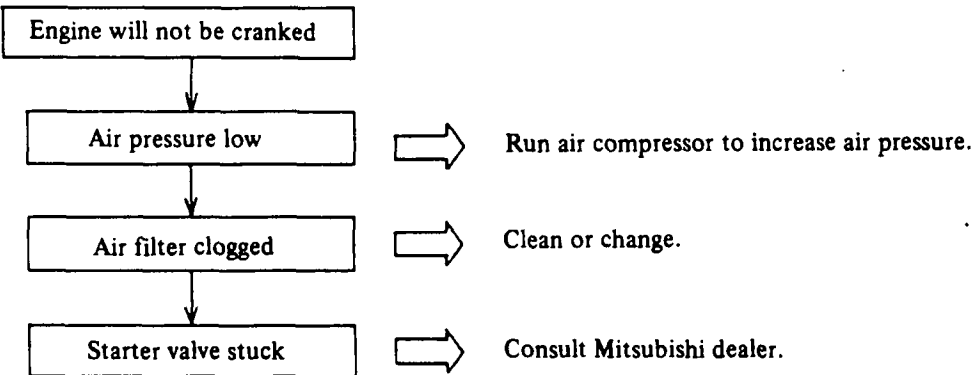 Engine will not be cranked
Air pressure low
Run air compressor to increase air pressure.
Air filter clogged
Clean or change.
Starter valve stuck
Consult Mitsubishi dealer.